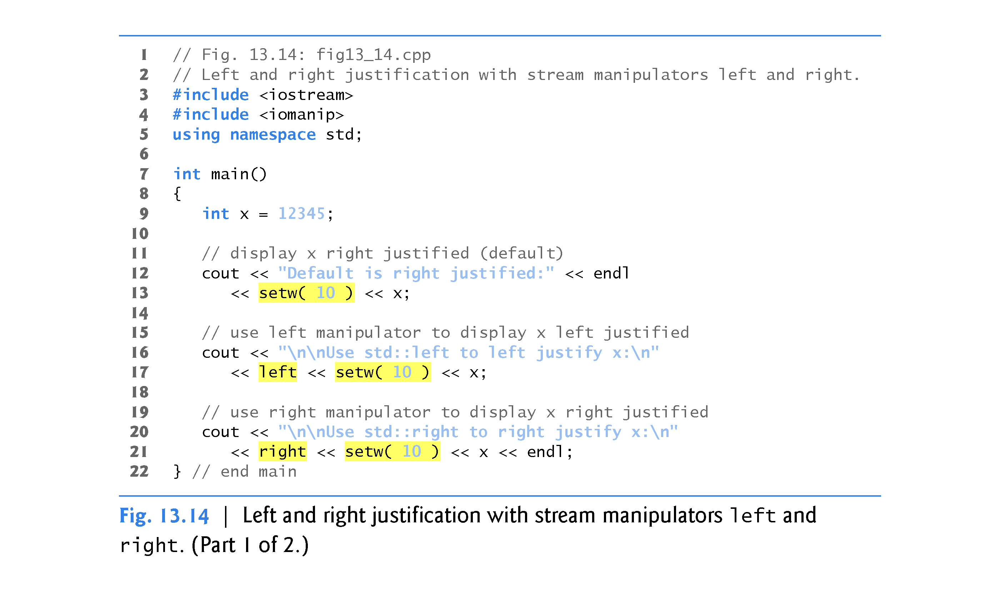 1 // Fig. 13.14: fig13_14.cpp
2 // Left and right justification with stream manipulators left and right.
3 #include <iostream>
4 #include <iomanip>
5 using namespace std;
6
7 int main()
8 {
9    int x = 12345;
10
11    // display x right justified (default)
12    cout << "Default is right justified:" << endl
13       << setw( 10 ) << x;
14
15    // use left manipulator to display x left justified
16    cout << "\n\nUse std::left to left justify x:\n"
17       << left << setw( 10 ) << x;
18
19    // use right manipulator to display x right justified
20    cout << "\n\nUse std::right to right justify x:\n"
21       << right << setw( 10 ) << x << endl;
22 } // end main
Fig. 13.14 | Left and right justification with stream manipulators left and
right. (Part 1 of 2.)